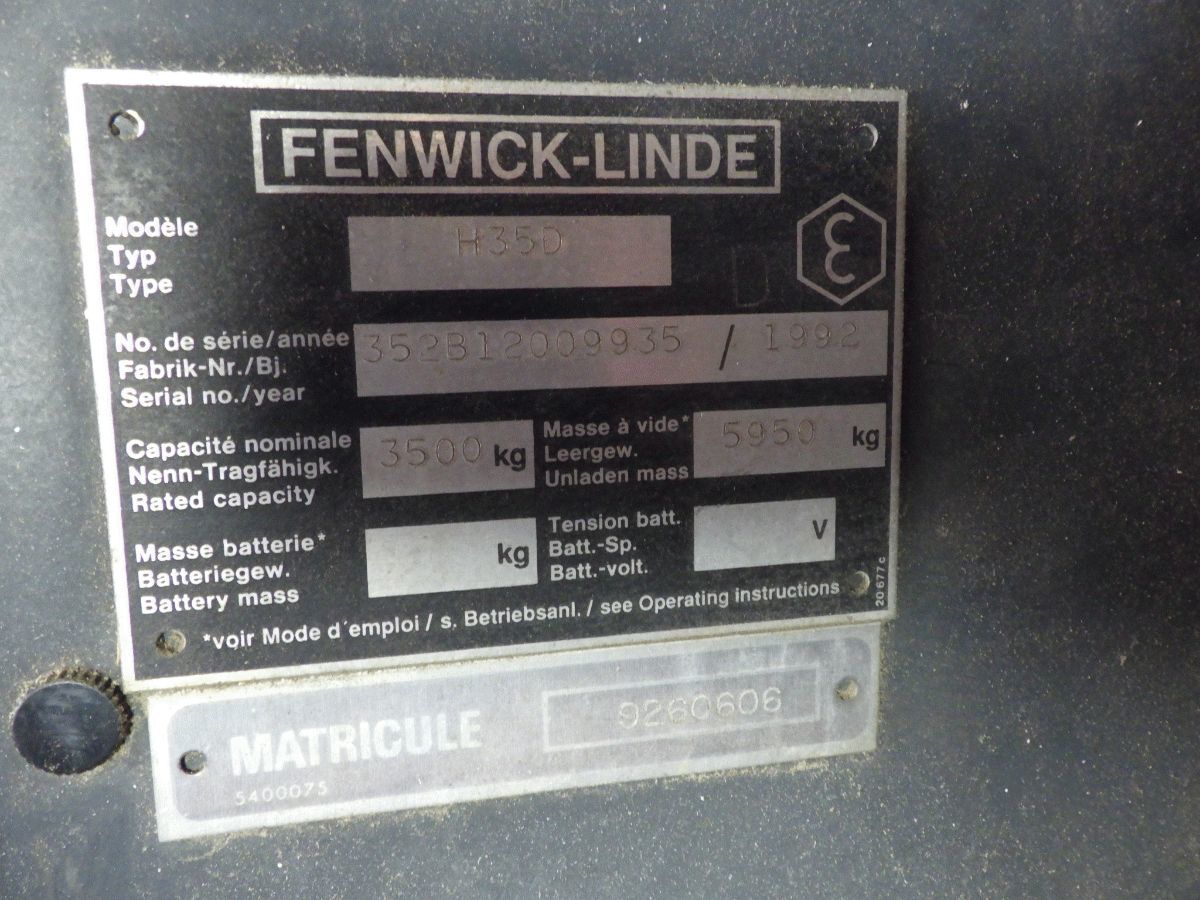 FENWICK-LINDE
Modèle
Typ
Type
H35D
D
No. de série/année
Fabrik-Nr./Bj.
Serial no./year
352B12009935 / 1992
Capacité nominale
Nenn-Tragfähigk.
Rated capacity
3500 kg
Masse à vide*
Leergew.
Unladen mass
5950 kg
Masse batterie*
Batteriegew.
Battery mass
kg
Tension batt.
Batt.-Sp.
Batt.-volt.
V
*voir Mode d'emploi / s. Betriebsanl. / see Operating instructions
20 677 c
MATRICULE
9260606
5400075